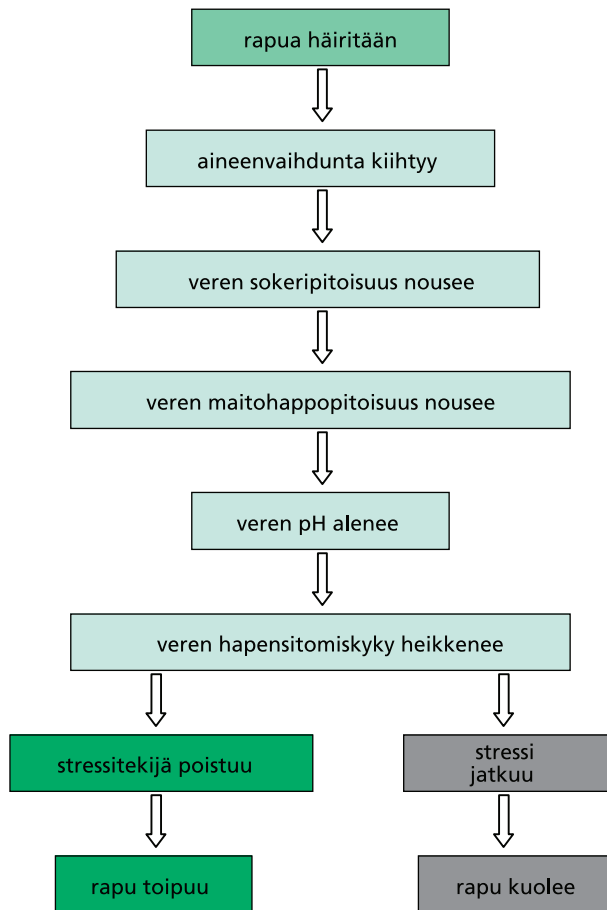 rapua häiritään
aineenvaihdunta kiihtyy
veren sokeripitoisuus nousee
veren maitohappopitoisuus nousee
veren pH alenee
veren hapensitomiskyky heikkenee
stressitekijä poistuu
stressi
jatkuu
rapu toipuu
rapu kuolee